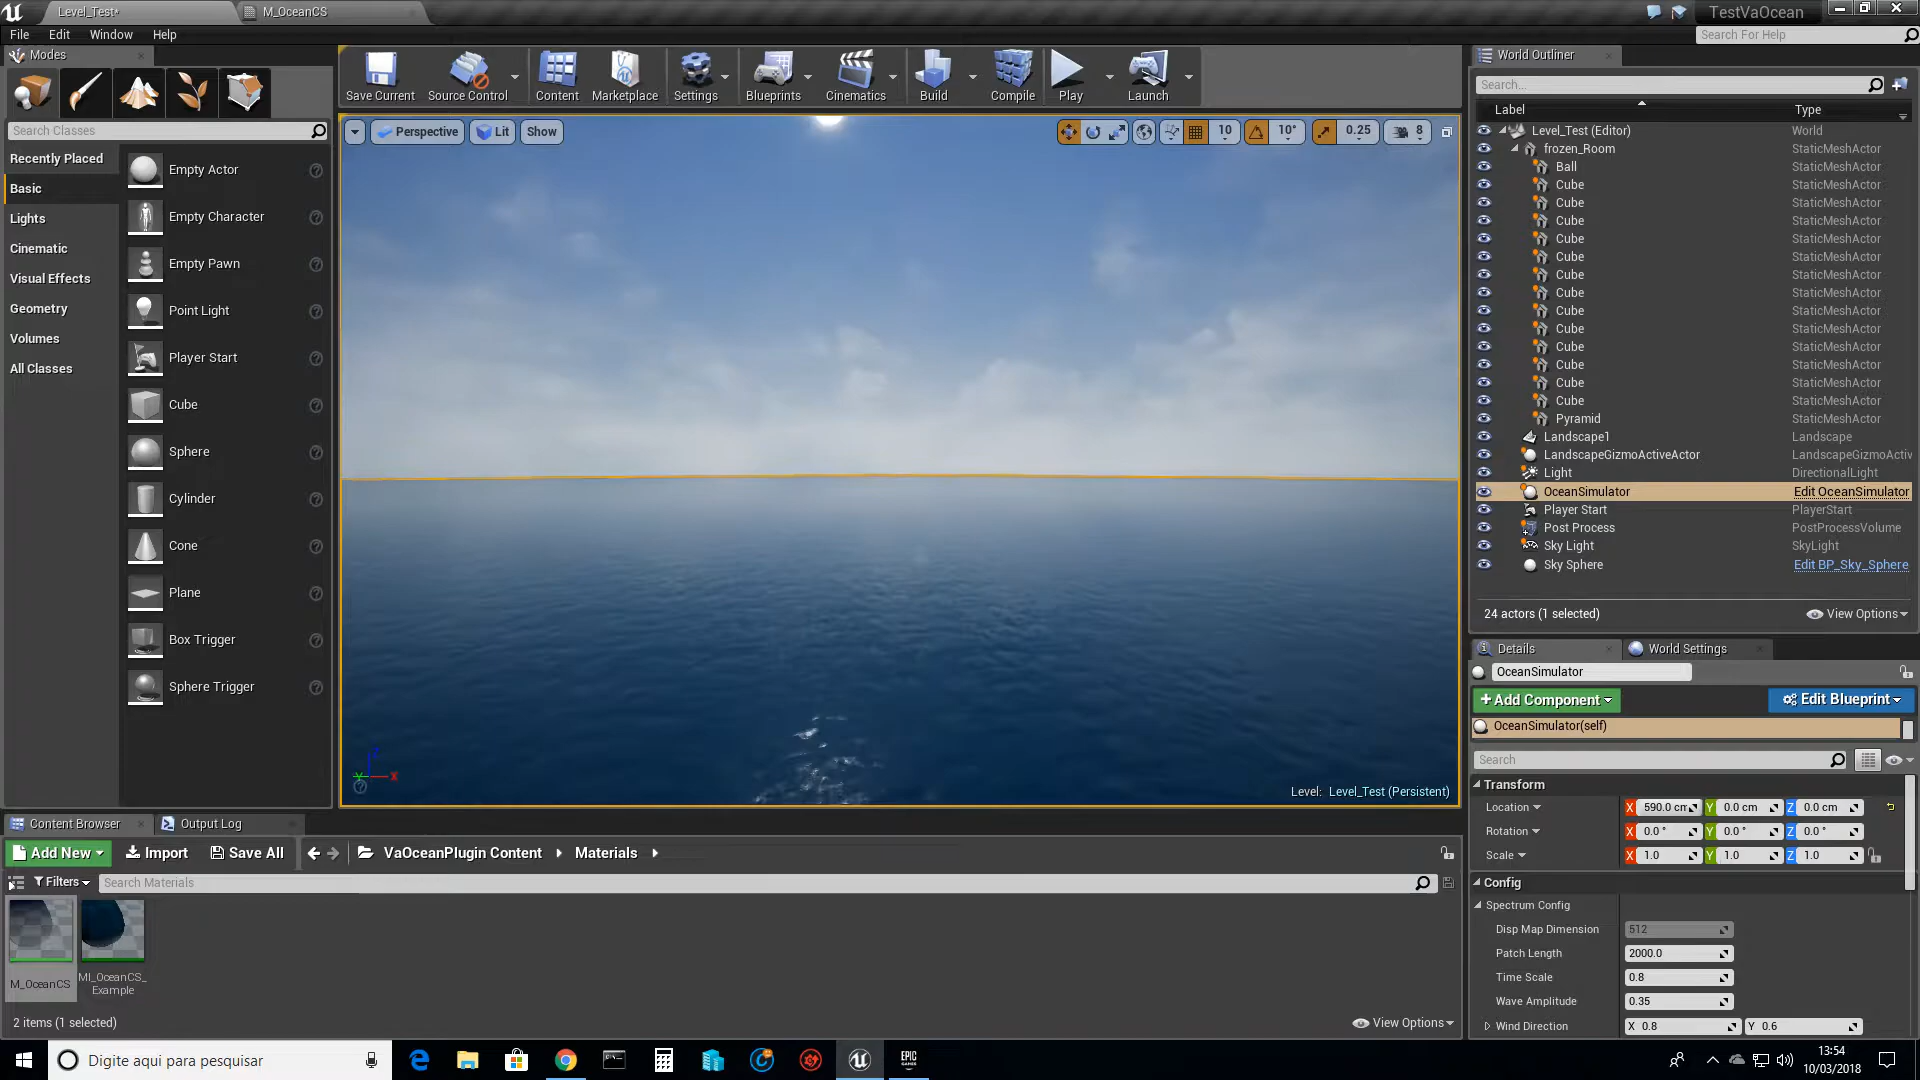 Level_Test*
M_OceanCS
TestVaOcean
File Edit Window Help
Search For Help
Modes
Search Classes
Recently Placed
Basic
Lights
Cinematic
Visual Effects
Geometry
Volumes
All Classes
Empty Actor
Empty Character
Empty Pawn
Point Light
Player Start
Cube
Sphere
Cylinder
Cone
Plane
Box Trigger
Sphere Trigger
Save Current
Source Control
Content
Marketplace
Settings
Blueprints
Cinematics
Build
Compile
Play
Launch
Perspective Lit Show
10 10° 0.25 8
X
Level: Level_Test (Persistent)
World Outliner
Search...
Label Type
Level_Test (Editor) World
frozen_Room StaticMeshActor
Ball StaticMeshActor
Cube StaticMeshActor
Cube StaticMeshActor
Cube StaticMeshActor
Cube StaticMeshActor
Cube StaticMeshActor
Cube StaticMeshActor
Cube StaticMeshActor
Cube StaticMeshActor
Cube StaticMeshActor
Cube StaticMeshActor
Cube StaticMeshActor
Cube StaticMeshActor
Cube StaticMeshActor
Pyramid StaticMeshActor
Landscape1 Landscape
LandscapeGizmoActiveActor LandscapeGizmoActiv
Light DirectionalLight
OceanSimulator Edit OceanSimulator
Player Start PlayerStart
Post Process PostProcessVolume
Sky Light SkyLight
Sky Sphere Edit BP_Sky_Sphere
24 actors (1 selected) View Options
Details World Settings
OceanSimulator
+Add Component Edit Blueprint
OceanSimulator(self)
Search
Transform
Location X 590.0 cm Y 0.0 cm Z 0.0 cm
Rotation X 0.0 ° Y 0.0 ° Z 0.0 °
Scale X 1.0 Y 1.0 Z 1.0
Config
Spectrum Config
Disp Map Dimension 512
Patch Length 2000.0
Time Scale 0.8
Wave Amplitude 0.35
Wind Direction X 0.8 Y 0.6
Content Browser Output Log
Add New Import Save All VaOceanPlugin Content Materials
Filters Search Materials
M_OceanCS
MI_OceanCS_
Example
2 items (1 selected) View Options
Digite aqui para pesquisar
EPIC
GAMES
13:54
10/03/2018